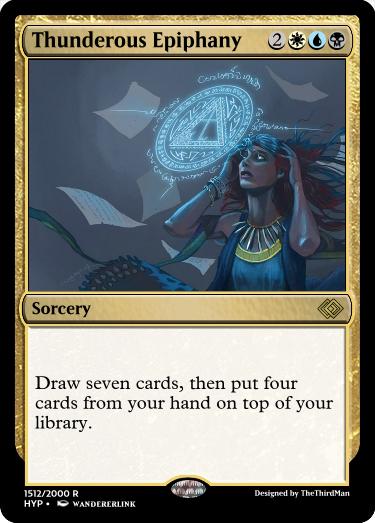 Thunderous Epiphany 2
Sorcery
Draw seven cards, then put four
cards from your hand on top of your
library.
1512/2000 R
HYP • WANDERERLINK
Designed by TheThirdMan